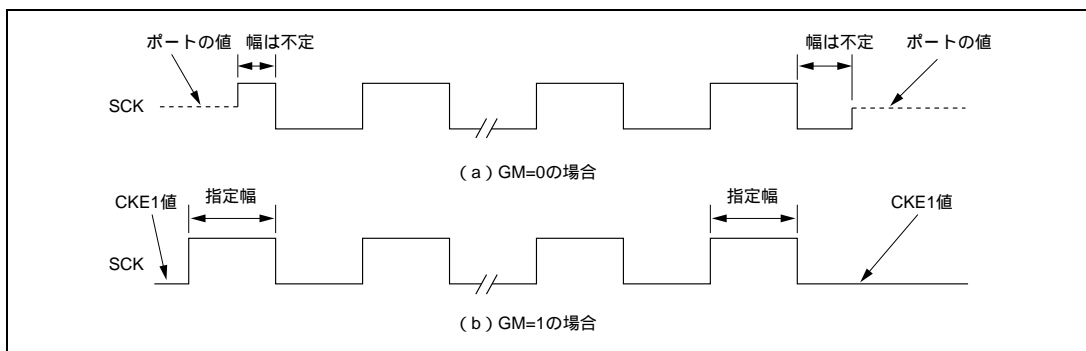 ポートの値
幅は不定
幅は不定
ポートの値
SCK
(a)GM=0の場合
CKE1値
指定幅
指定幅
CKE1値
SCK
(b)GM=1の場合